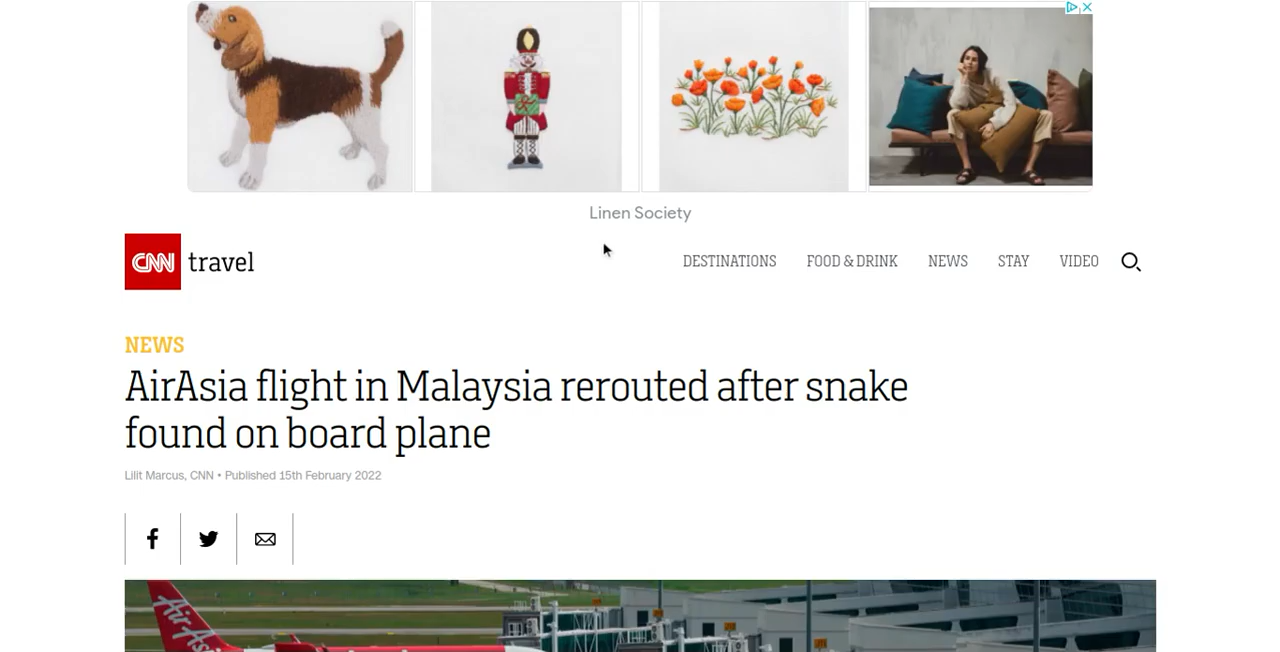 Linen Society
CNN travel
DESTINATIONS FOOD & DRINK NEWS STAY VIDEO
NEWS
AirAsia flight in Malaysia rerouted after snake
found on board plane
Lilit Marcus, CNN • Published 15th February 2022
AirAsia